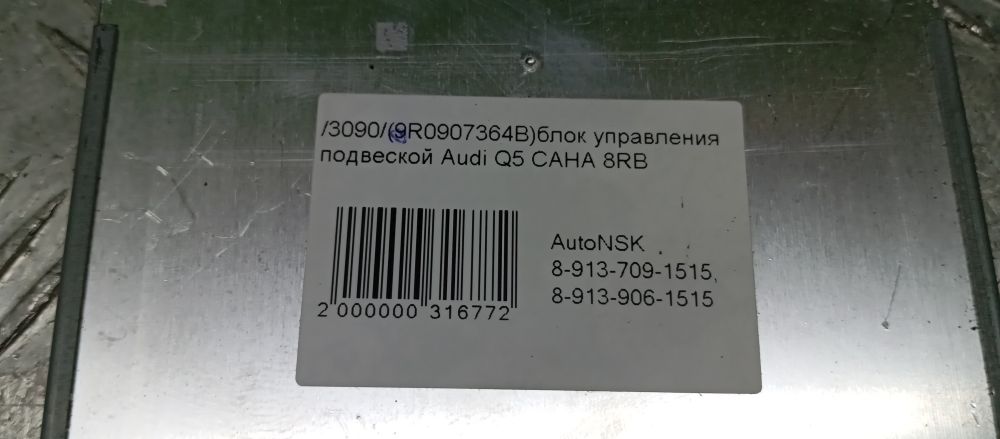 /3090/(9R0907364B)блок управления
подвеской Audi Q5 CAHA 8RB
AutoNSK
8-913-709-1515,
8-913-906-1515
2 000000 316772